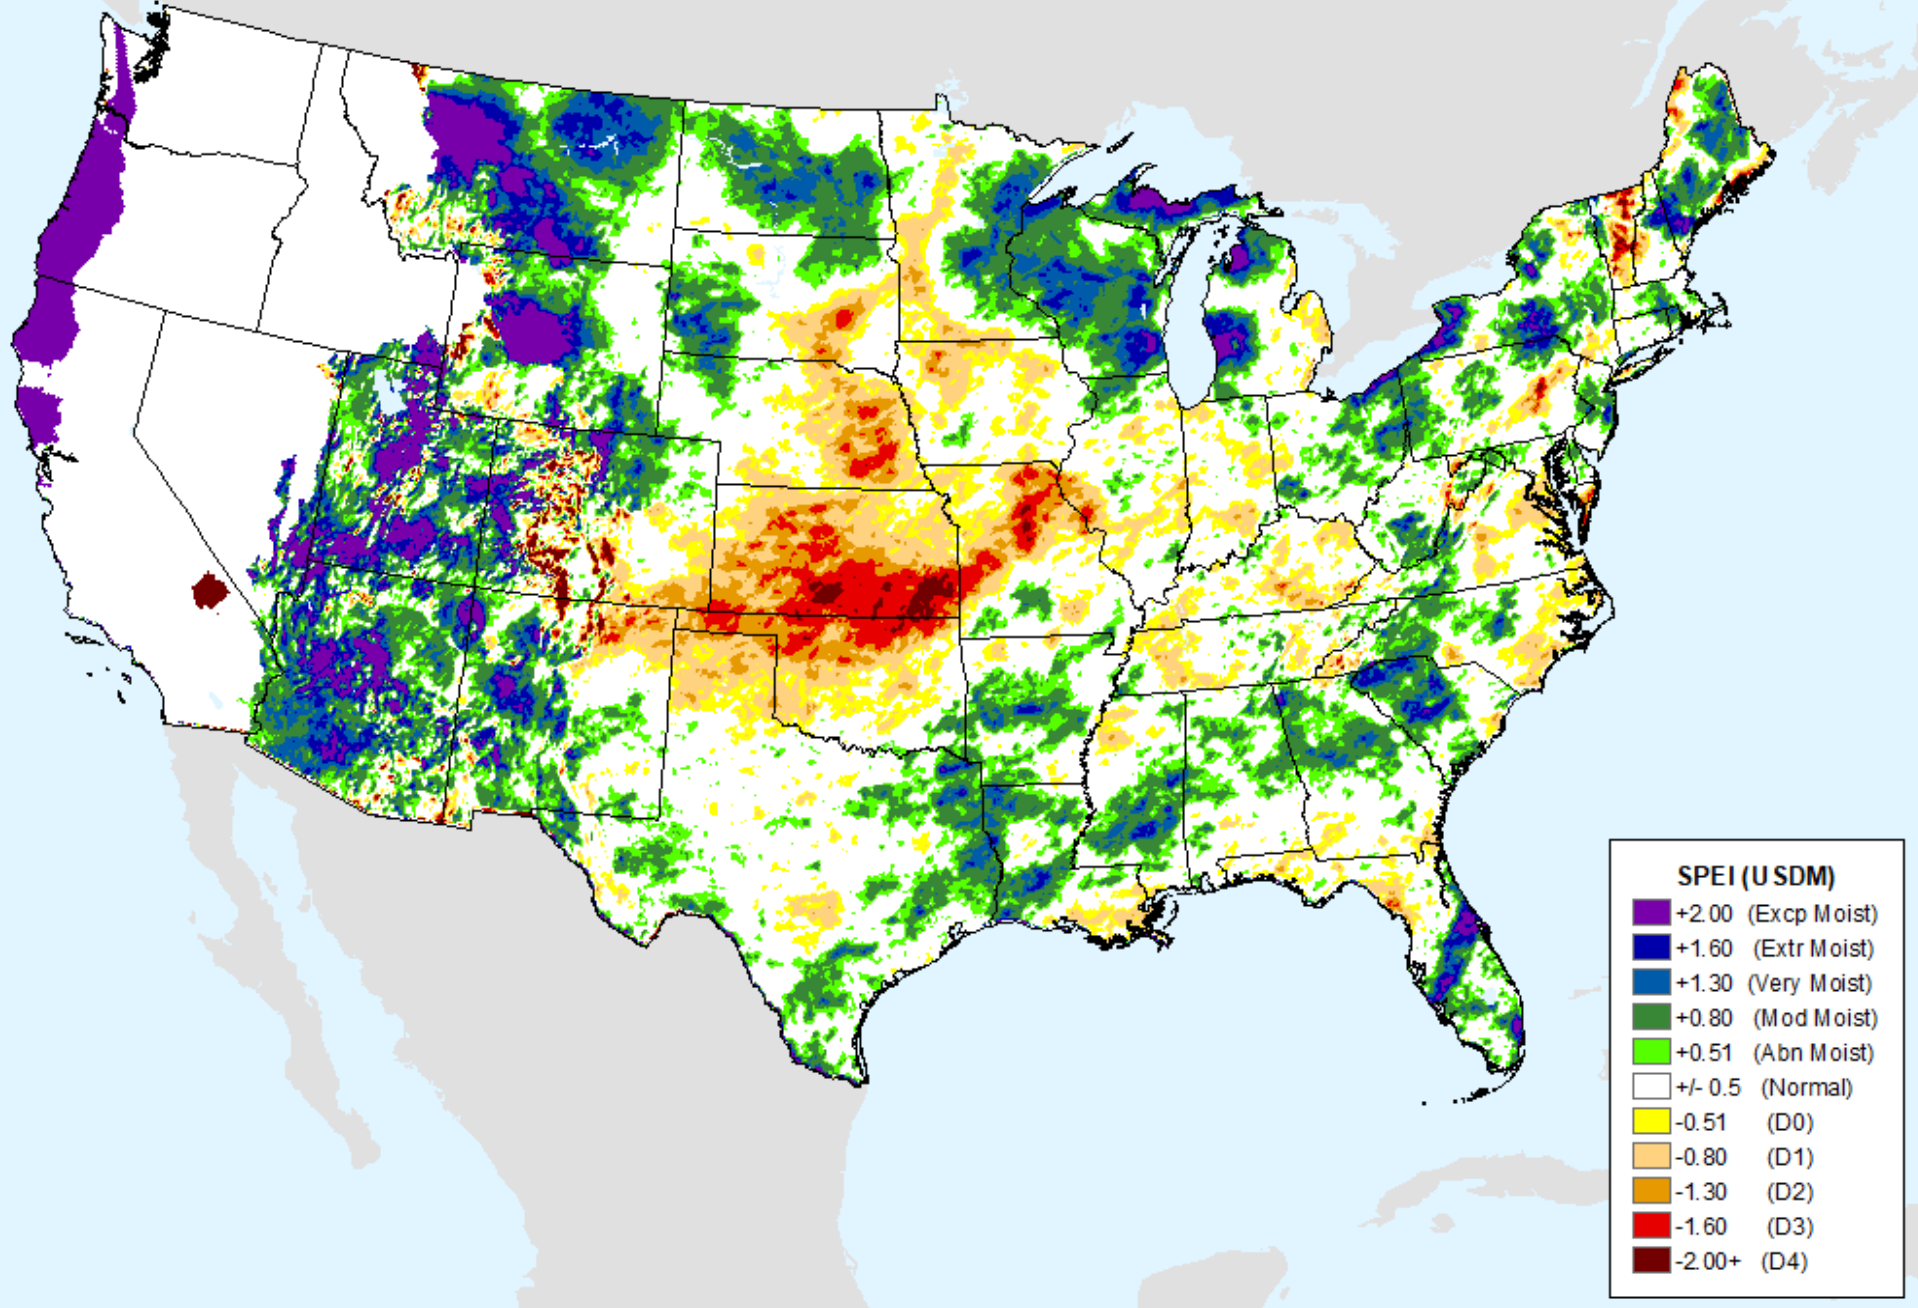 SPEI (USDM)
+2.00 (Excp Moist)
+1.60 (Extr Moist)
+1.30 (Very Moist)
+0.80 (Mod Moist)
+0.51 (Abn Moist)
+/- 0.5 (Normal)
-0.51 (D0)
-0.80 (D1)
-1.30 (D2)
-1.60 (D3)
-2.00+ (D4)